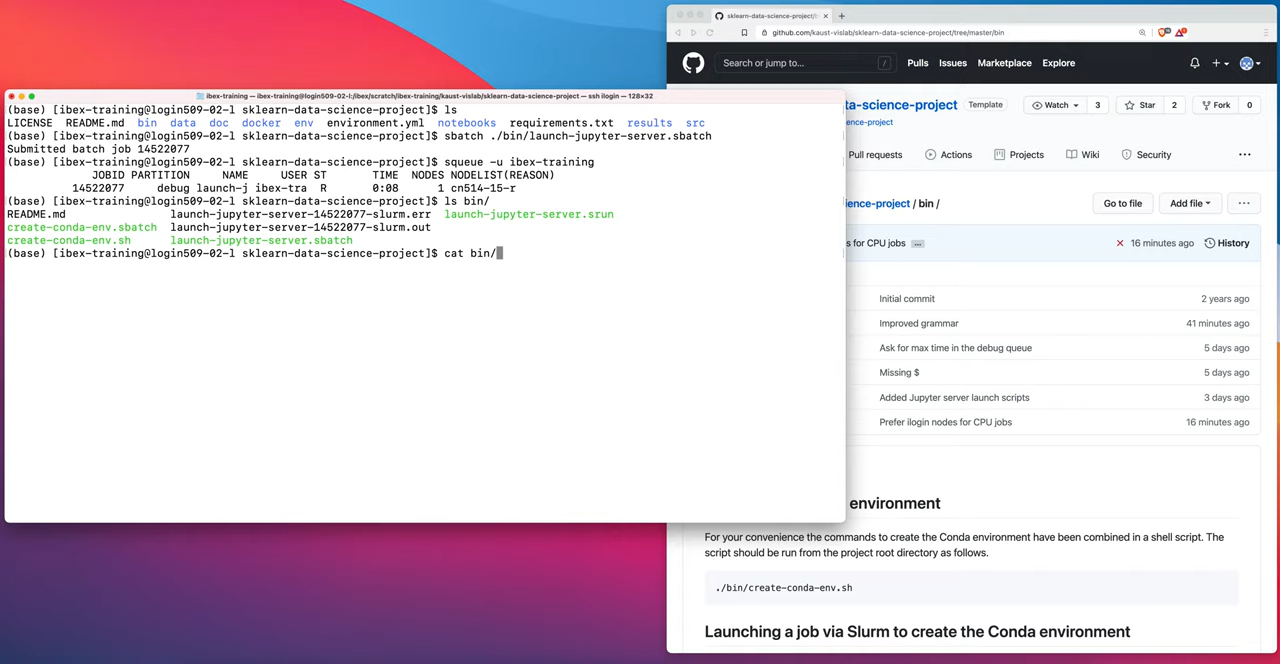 ibex-training — ibex-training@login509-02-l:/ibex/scratch/ibex-training/kaust-vislab/sklearn-data-science-project — ssh ilogin — 128×32
(base) [ibex-training@login509-02-l sklearn-data-science-project]$ ls
LICENSE README.md bin data doc docker env environment.yml notebooks requirements.txt results src
(base) [ibex-training@login509-02-l sklearn-data-science-project]$ sbatch ./bin/launch-jupyter-server.sbatch
Submitted batch job 14522077
(base) [ibex-training@login509-02-l sklearn-data-science-project]$ squeue -u ibex-training
JOBID PARTITION NAME USER ST TIME NODES NODELIST(REASON)
14522077 debug launch-j ibex-tra R 0:08 1 cn514-15-r
(base) [ibex-training@login509-02-l sklearn-data-science-project]$ ls bin/
README.md launch-jupyter-server-14522077-slurm.err launch-jupyter-server.srun
create-conda-env.sbatch launch-jupyter-server-14522077-slurm.out
create-conda-env.sh launch-jupyter-server.sbatch
(base) [ibex-training@login509-02-l sklearn-data-science-project]$ cat bin/
sklearn-data-science-project/
github.com/kaust-vislab/sklearn-data-science-project/tree/master/bin
Search or jump to... /
Pulls Issues Marketplace Explore
ta-science-project Template Watch 3 Star 2 Fork 0
ence-project
Pull requests Actions Projects Wiki Security
ience-project / bin / Go to file Add file
s for CPU jobs 16 minutes ago History
Initial commit 2 years ago
Improved grammar 41 minutes ago
Ask for max time in the debug queue 5 days ago
Missing $ 5 days ago
Added Jupyter server launch scripts 3 days ago
Prefer ilogin nodes for CPU jobs 16 minutes ago
environment
For your convenience the commands to create the Conda environment have been combined in a shell script. The
script should be run from the project root directory as follows.
./bin/create-conda-env.sh
Launching a job via Slurm to create the Conda environment